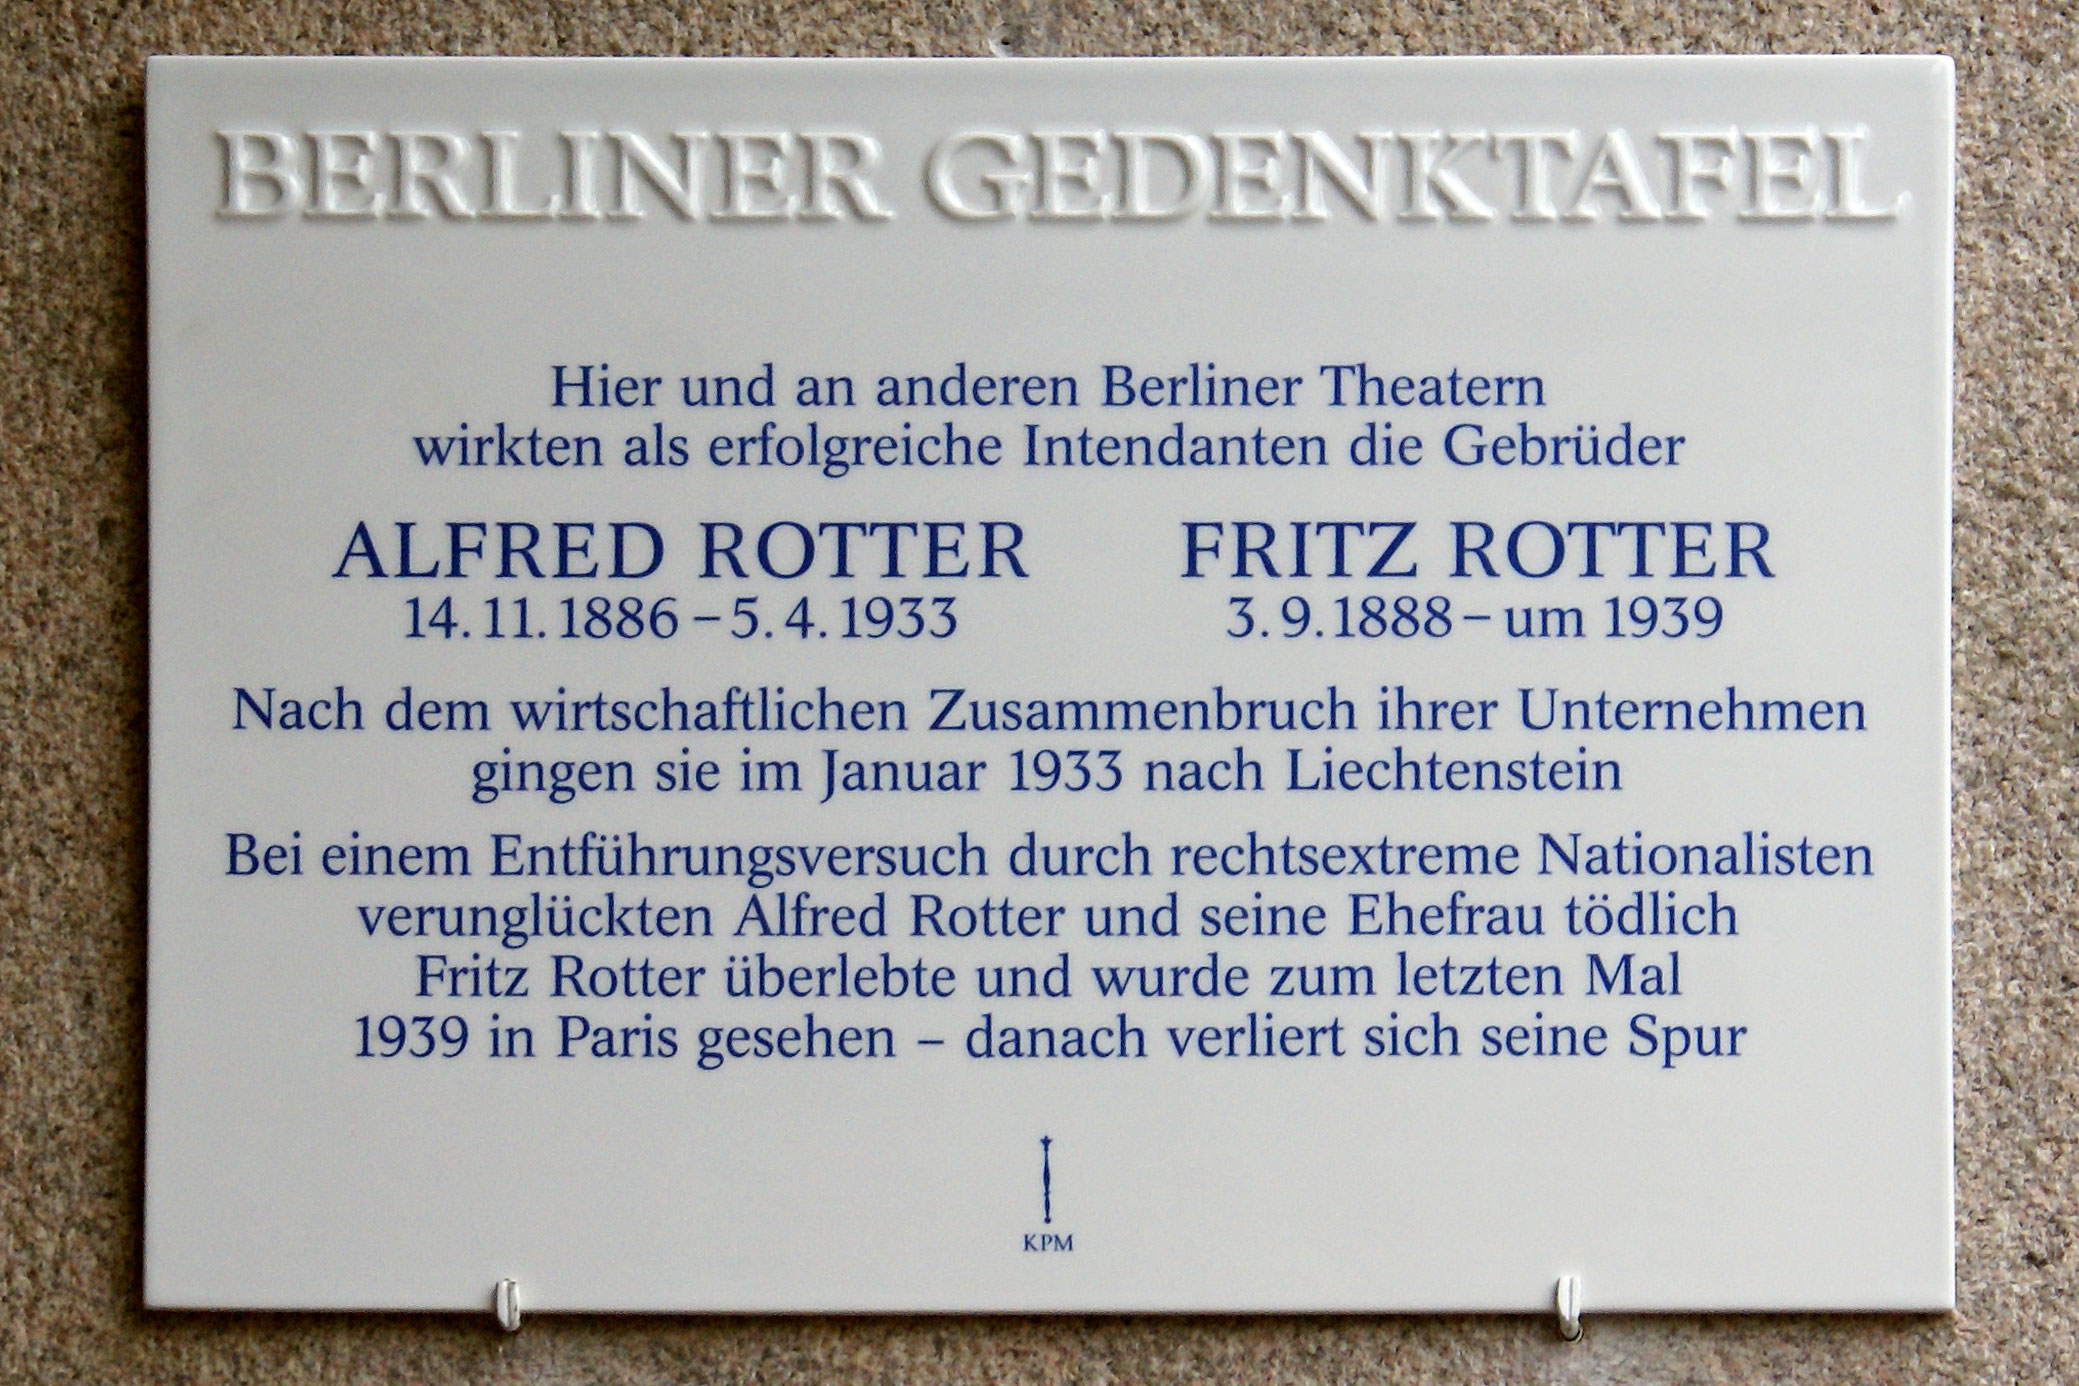 BERLINER GEDENKTAFEL
Hier und an anderen Berliner Theatern
wirkten als erfolgreiche Intendanten die Gebrüder
ALFRED ROTTER FRITZ ROTTER
14.11.1886 – 5.4.1933 3.9.1888 – um 1939
Nach dem wirtschaftlichen Zusammenbruch ihrer Unternehmen
gingen sie im Januar 1933 nach Liechtenstein
Bei einem Entführungsversuch durch rechtsextreme Nationalisten
verunglückten Alfred Rotter und seine Ehefrau tödlich
Fritz Rotter überlebte und wurde zum letzten Mal
1939 in Paris gesehen – danach verliert sich seine Spur
KPM